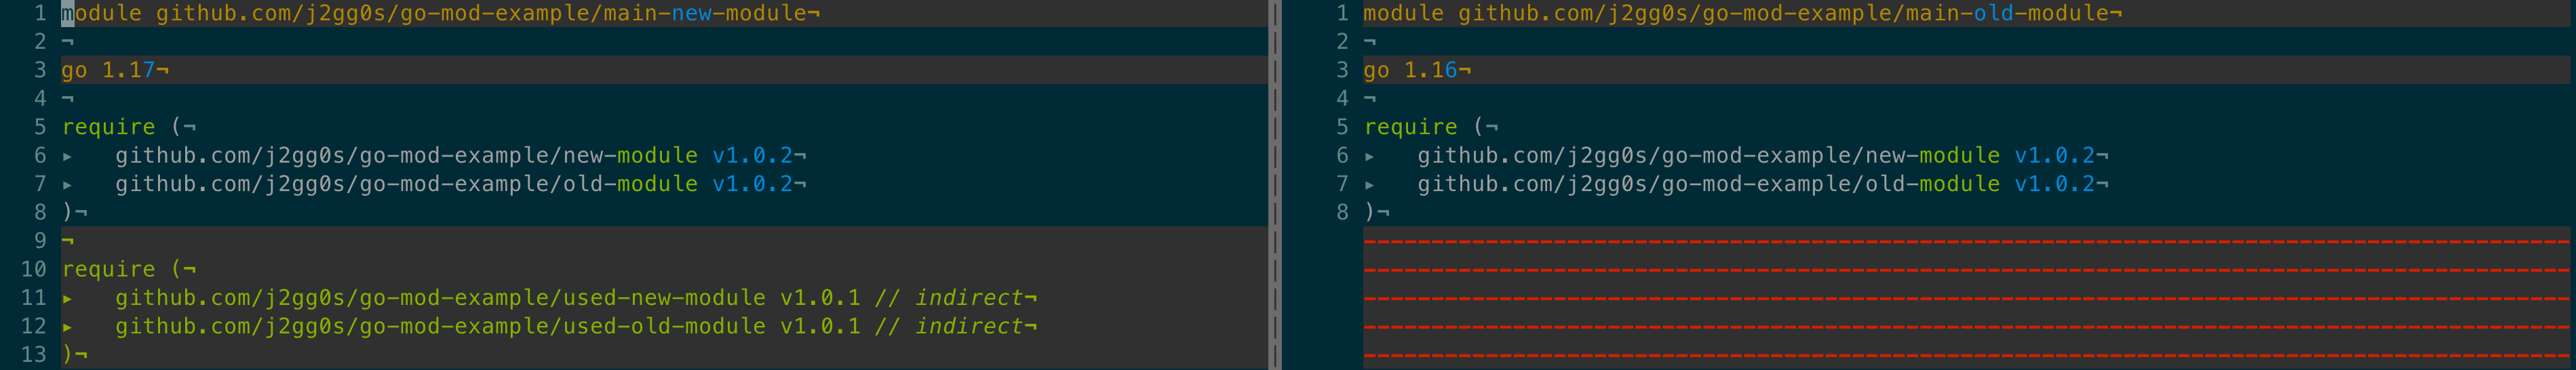 1 module github.com/j2gg0s/go-mod-example/main-new-module¬
2 ¬
3 go 1.17¬
4 ¬
5 require (¬
6 ▸ github.com/j2gg0s/go-mod-example/new-module v1.0.2¬
7 ▸ github.com/j2gg0s/go-mod-example/old-module v1.0.2¬
8 )¬
9 ¬
10 require (¬
11 ▸ github.com/j2gg0s/go-mod-example/used-new-module v1.0.1 // indirect¬
12 ▸ github.com/j2gg0s/go-mod-example/used-old-module v1.0.1 // indirect¬
13 )¬
1 module github.com/j2gg0s/go-mod-example/main-old-module¬
2 ¬
3 go 1.16¬
4 ¬
5 require (¬
6 ▸ github.com/j2gg0s/go-mod-example/new-module v1.0.2¬
7 ▸ github.com/j2gg0s/go-mod-example/old-module v1.0.2¬
8 )¬